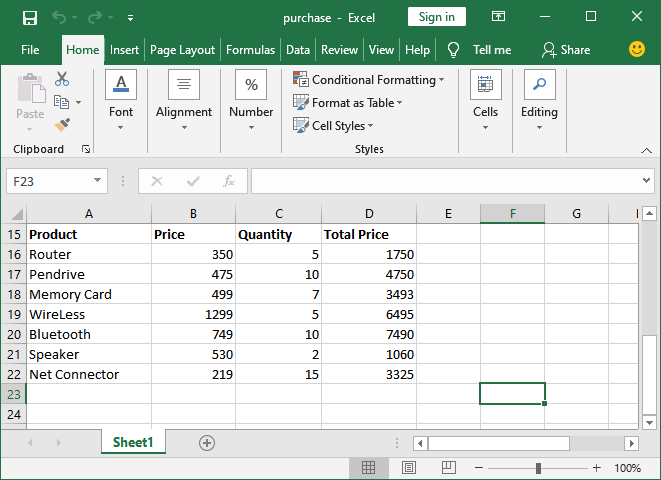 purchase - Excel Sign in
File Home Insert Page Layout Formulas Data Review View Help Tell me Share
Paste
Clipboard
A
Font
Alignment
%
Number
Conditional Formatting
Format as Table
Cell Styles
Styles
Cells
Editing
F23 fx
A B C D E F G H
15 Product Price Quantity Total Price
16 Router 350 5 1750
17 Pendrive 475 10 4750
18 Memory Card 499 7 3493
19 WireLess 1299 5 6495
20 Bluetooth 749 10 7490
21 Speaker 530 2 1060
22 Net Connector 219 15 3325
23
24
Sheet1
100%